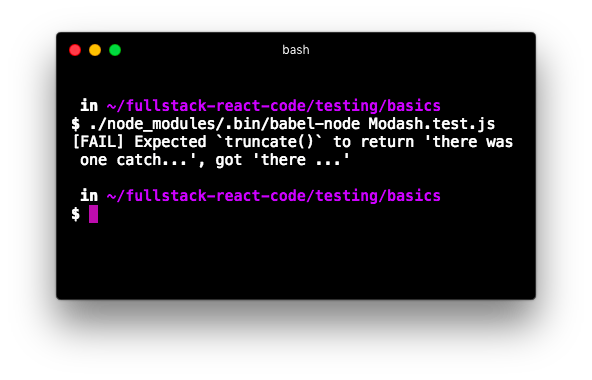 bash
in ~/fullstack-react-code/testing/basics
$ ./node_modules/.bin/babel-node Modash.test.js
[FAIL] Expected `truncate()` to return 'there was
one catch...', got 'there ...'
in ~/fullstack-react-code/testing/basics
$